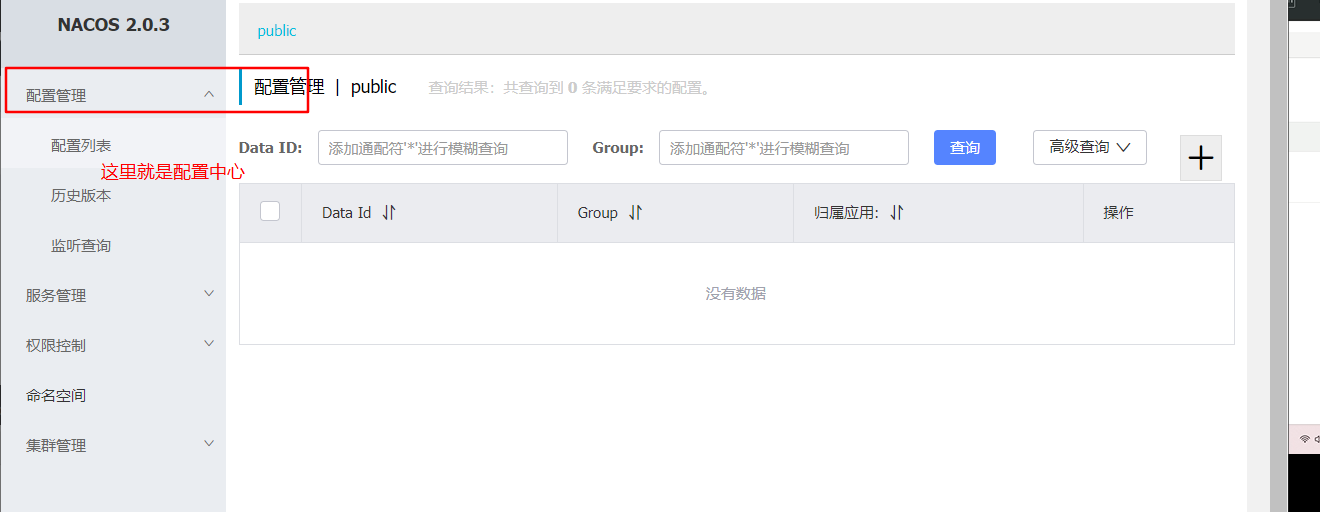 NACOS 2.0.3
public
配置管理
配置管理 | public 查询结果：共查询到 0 条满足要求的配置。
配置列表
Data ID: 添加通配符'*'进行模糊查询 Group: 添加通配符'*'进行模糊查询 查询 高级查询
这里就是配置中心
历史版本
Data Id Group 归属应用: 操作
监听查询
服务管理
没有数据
权限控制
命名空间
集群管理